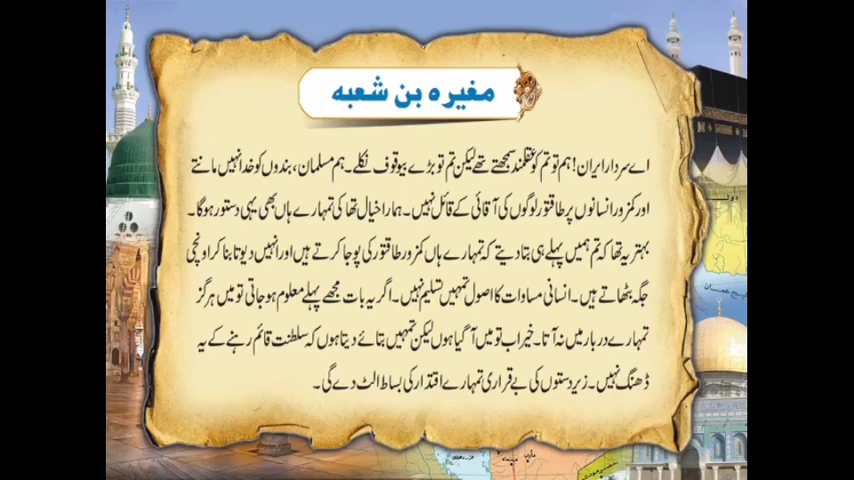 مغیرہ بن شعبہ
اے سردار ایران! ہم تو تم کو عقلمند سمجھتے تھے لیکن تم تو بڑے بیوقوف نکلے۔ ہم مسلمان، بندوں کو خدا نہیں مانتے
اور کمزور انسانوں پر طاقتور لوگوں کی آقائی کے قائل نہیں۔ ہمارا خیال تھا کی تمہارے ہاں بھی یہی دستور ہوگا۔
بہتر یہ تھا کہ تم ہمیں پہلے ہی بتا دیتے کہ تمہارے ہاں کمزور طاقتور کی پوجا کرتے ہیں اور انہیں دیوتا بنا کر اونچی
جگہ بٹھاتے ہیں۔ انسانی مساوات کا اصول تمہیں تسلیم نہیں۔ اگر یہ بات مجھے پہلے معلوم ہو جاتی تو میں ہرگز
تمہارے دربار میں نہ آتا۔ خیر اب تو میں آ گیا ہوں لیکن تمہیں بتائے دیتا ہوں کہ سلطنت قائم رہنے کے یہ
ڈھنگ نہیں۔ زیر دستوں کی بے قراری تمہارے اقتدار کی بساط الٹ دے گی۔